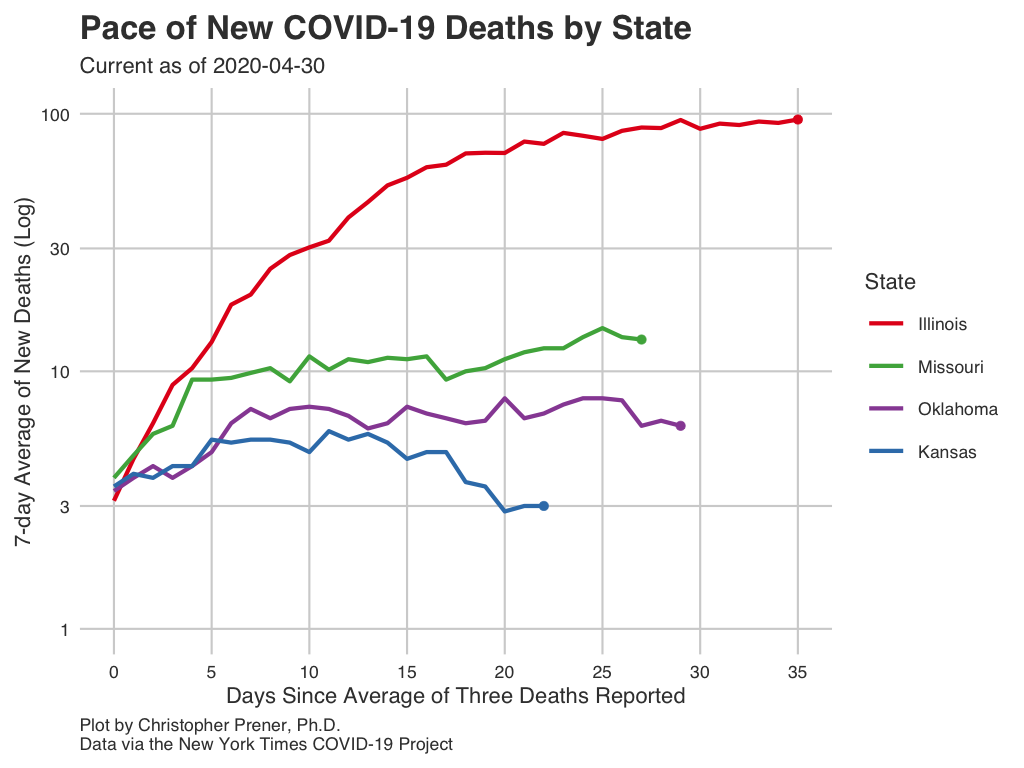 Pace of New COVID-19 Deaths by State
Current as of 2020-04-30
7-day Average of New Deaths (Log)
100
30
10
3
1
0 5 10 15 20 25 30 35
Days Since Average of Three Deaths Reported
State
Illinois
Missouri
Oklahoma
Kansas
Plot by Christopher Prener, Ph.D.
Data via the New York Times COVID-19 Project